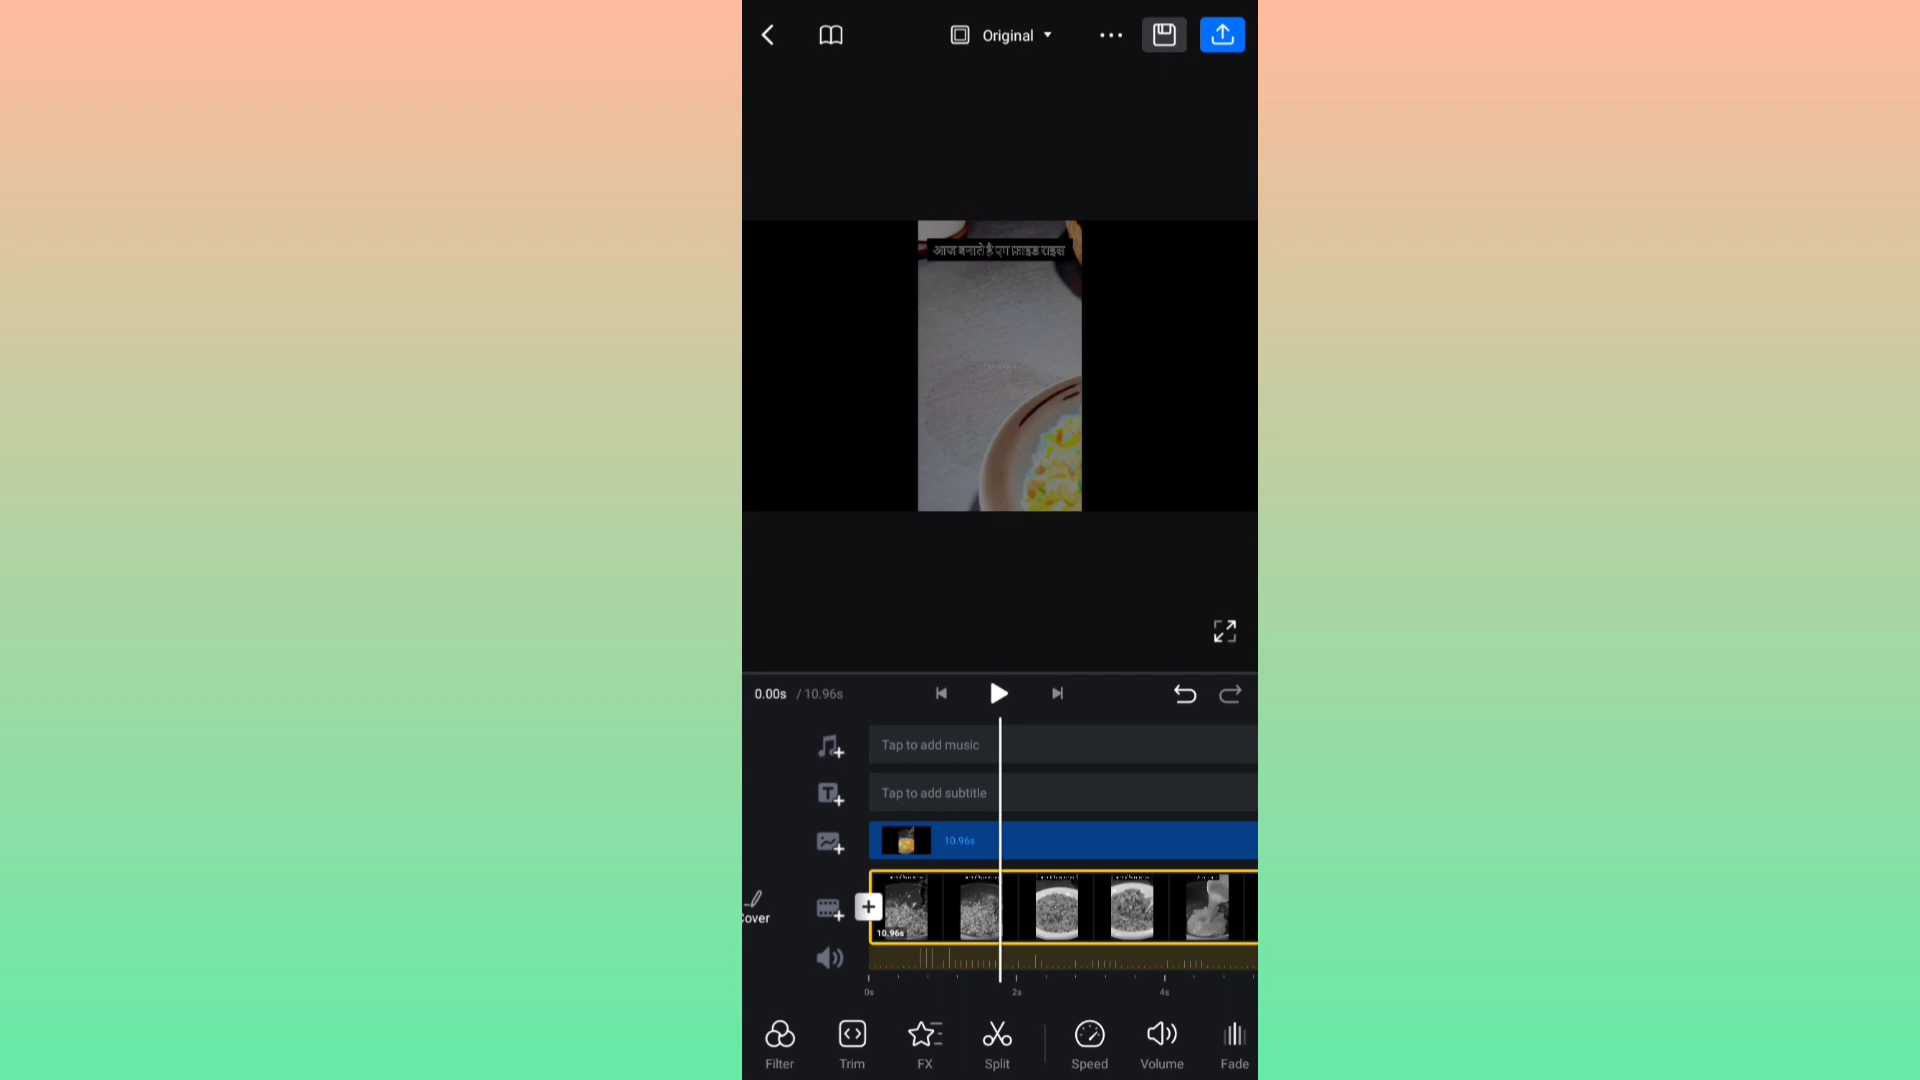 Original
आज बनाते है एग फ्राइड राइस
0.00s / 10.96s
Tap to add music
Tap to add subtitle
10.96s
10.96s
over
0s 2s 4s
Filter Trim FX Split Speed Volume Fade